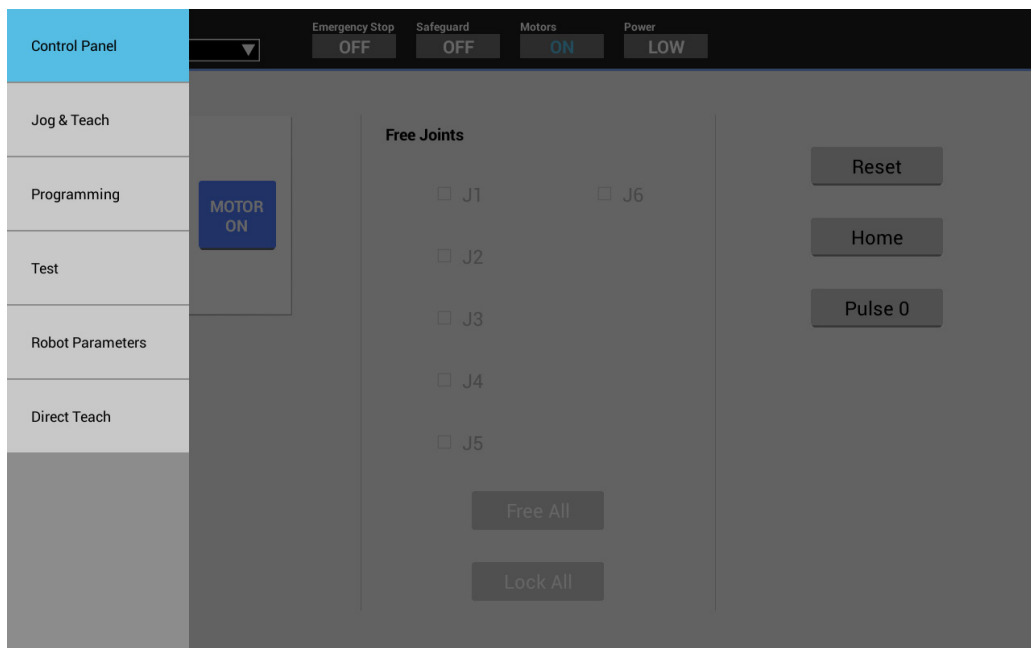 Control Panel
Jog & Teach
Programming
Test
Robot Parameters
Direct Teach
Emergency Stop
OFF
Safeguard
OFF
Motors
ON
Power
LOW
MOTOR
ON
Free Joints
J1
J6
J2
J3
J4
J5
Free All
Lock All
Reset
Home
Pulse 0